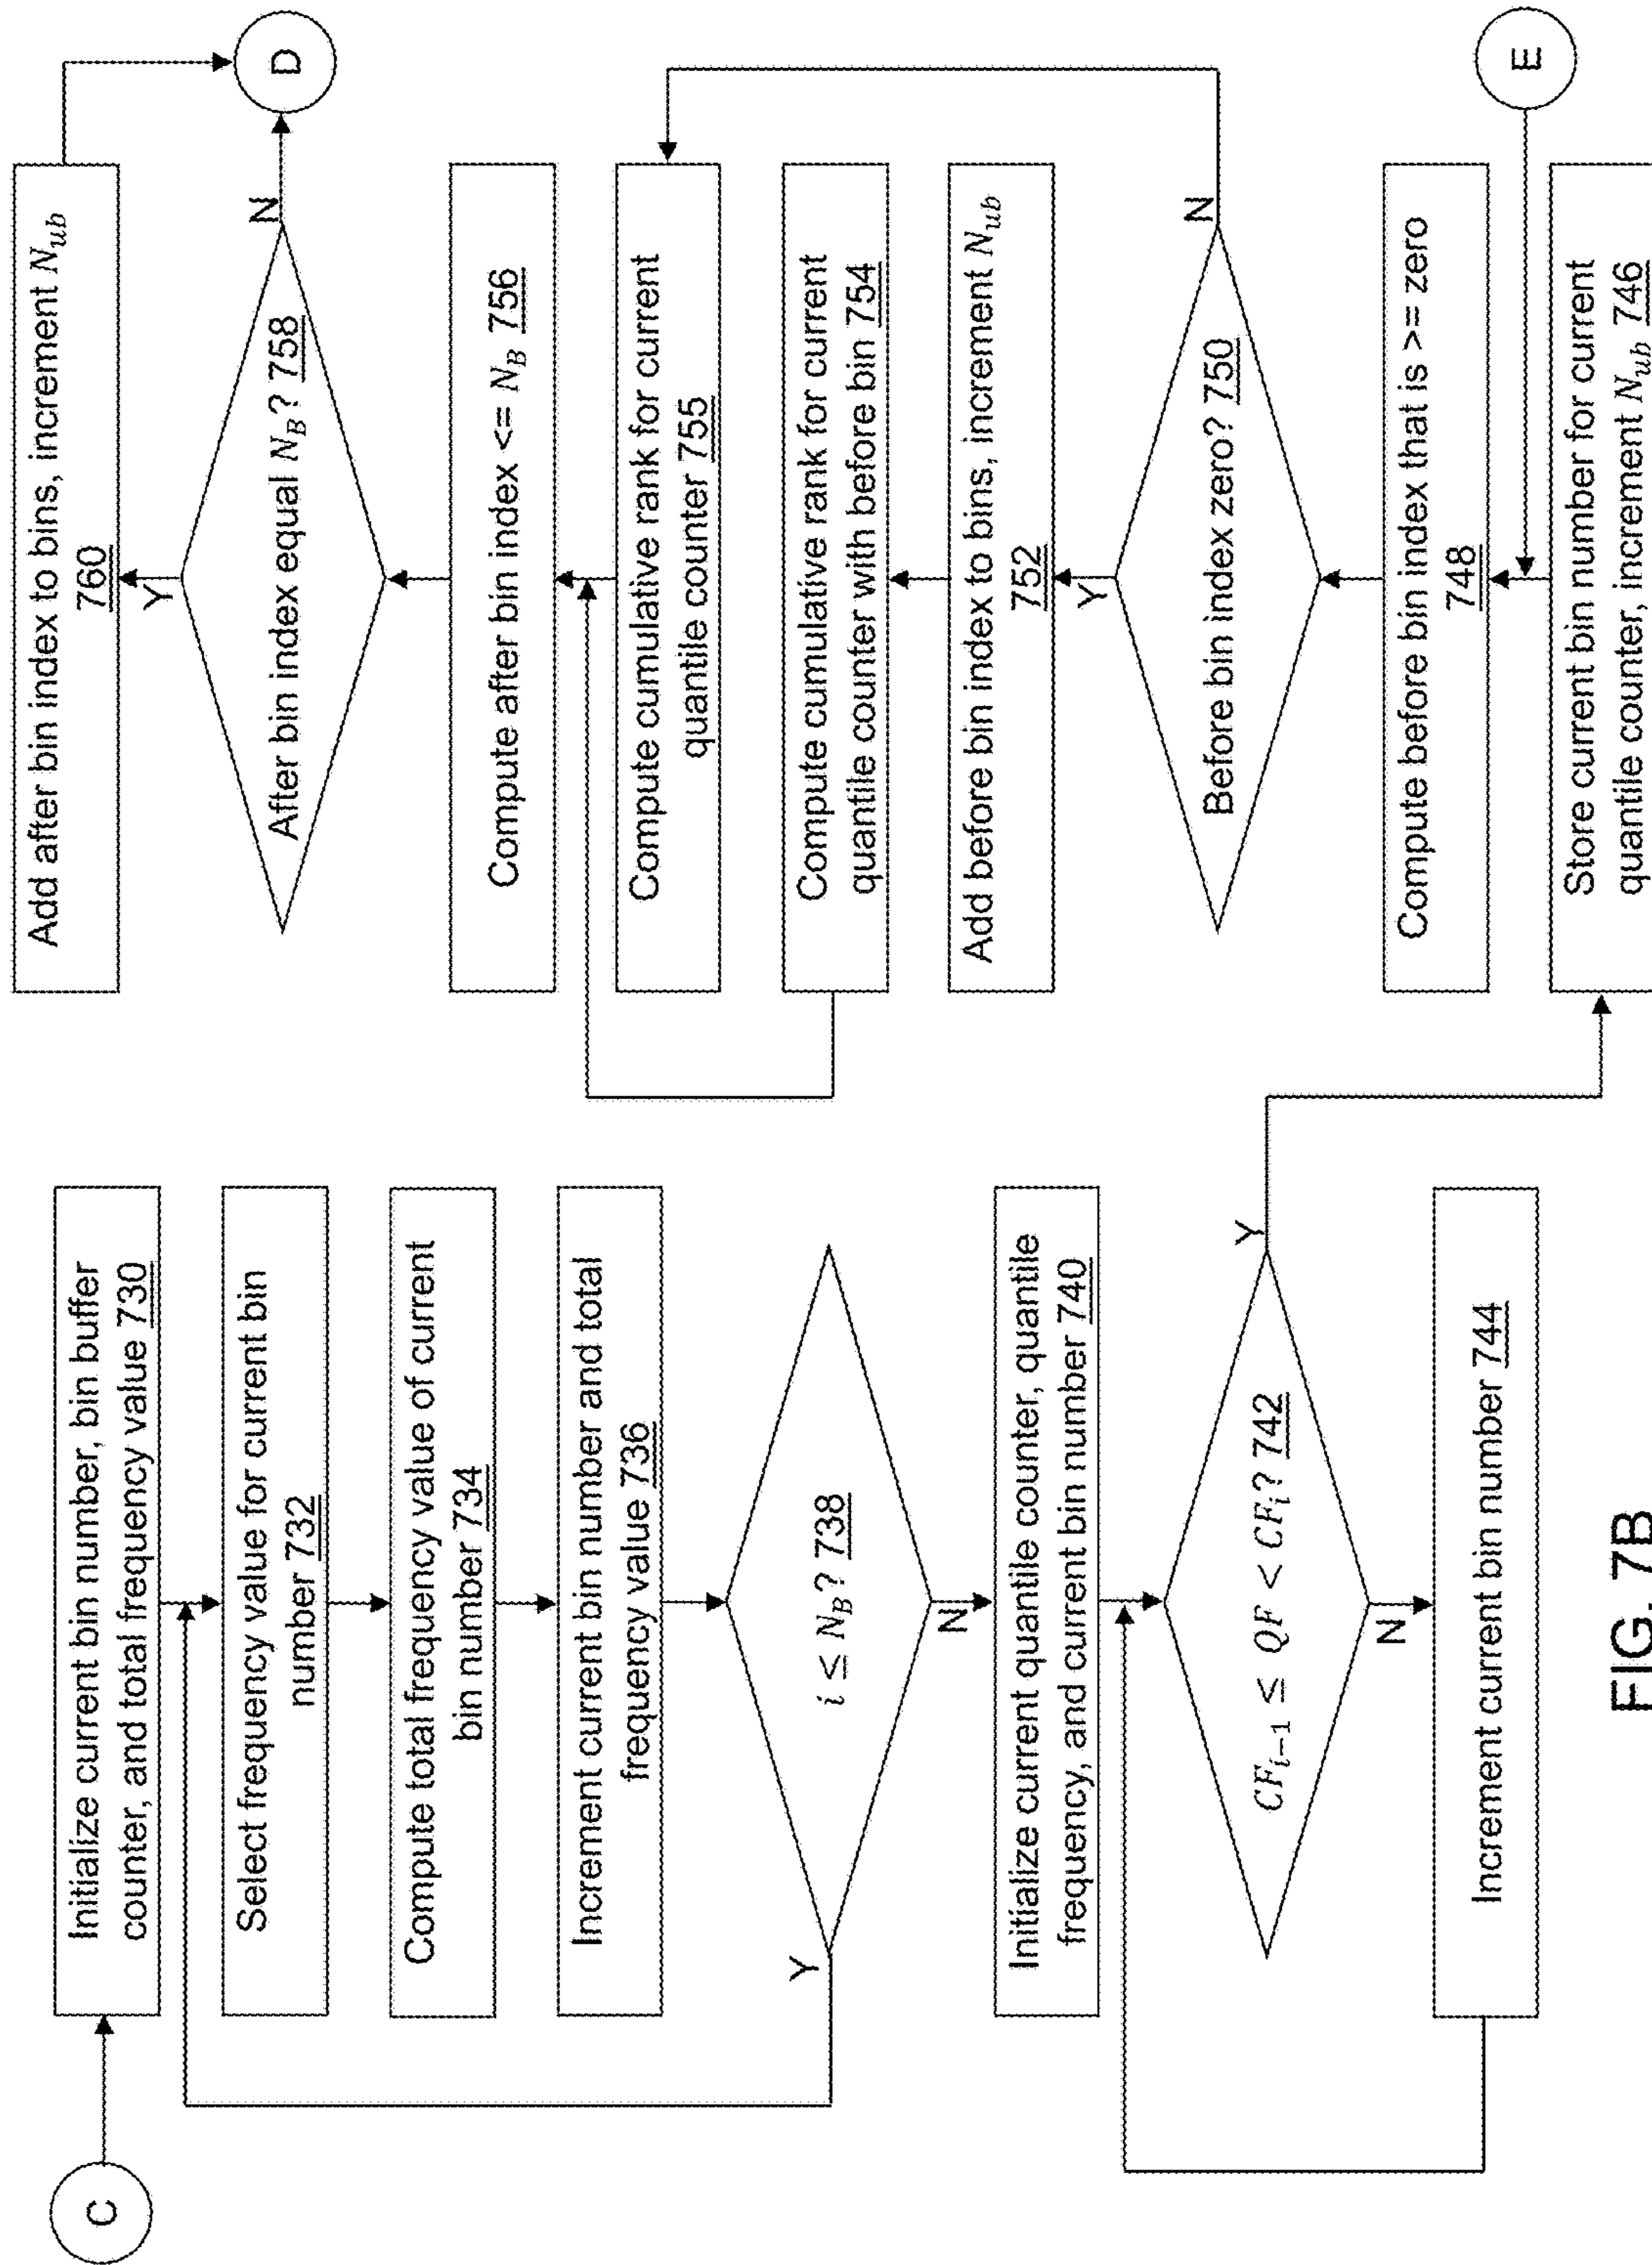 C
Initialize current bin number, bin buffer
counter, and total frequency value 730
Select frequency value for current bin
number 732
Compute total frequency value of current
bin number 734
Increment current bin number and total
frequency value 736
Y
i ≤ N_B? 738
N
Initialize current quantile counter, quantile
frequency, and current bin number 740
Y
CF_{i−1} ≤ QF < CF_i? 742
N
Increment current bin number 744
FIG. 7B
Add after bin index to bins, increment N_{ub}
760
D
Y
N
After bin index equal N_B? 758
Compute after bin index <= N_B 756
Compute cumulative rank for current
quantile counter 755
Compute cumulative rank for current
quantile counter with before bin 754
Add before bin index to bins, increment N_{ub}
752
Y
N
Before bin index zero? 750
Compute before bin index that is >= zero
748
E
Store current bin number for current
quantile counter, increment N_{ub} 746